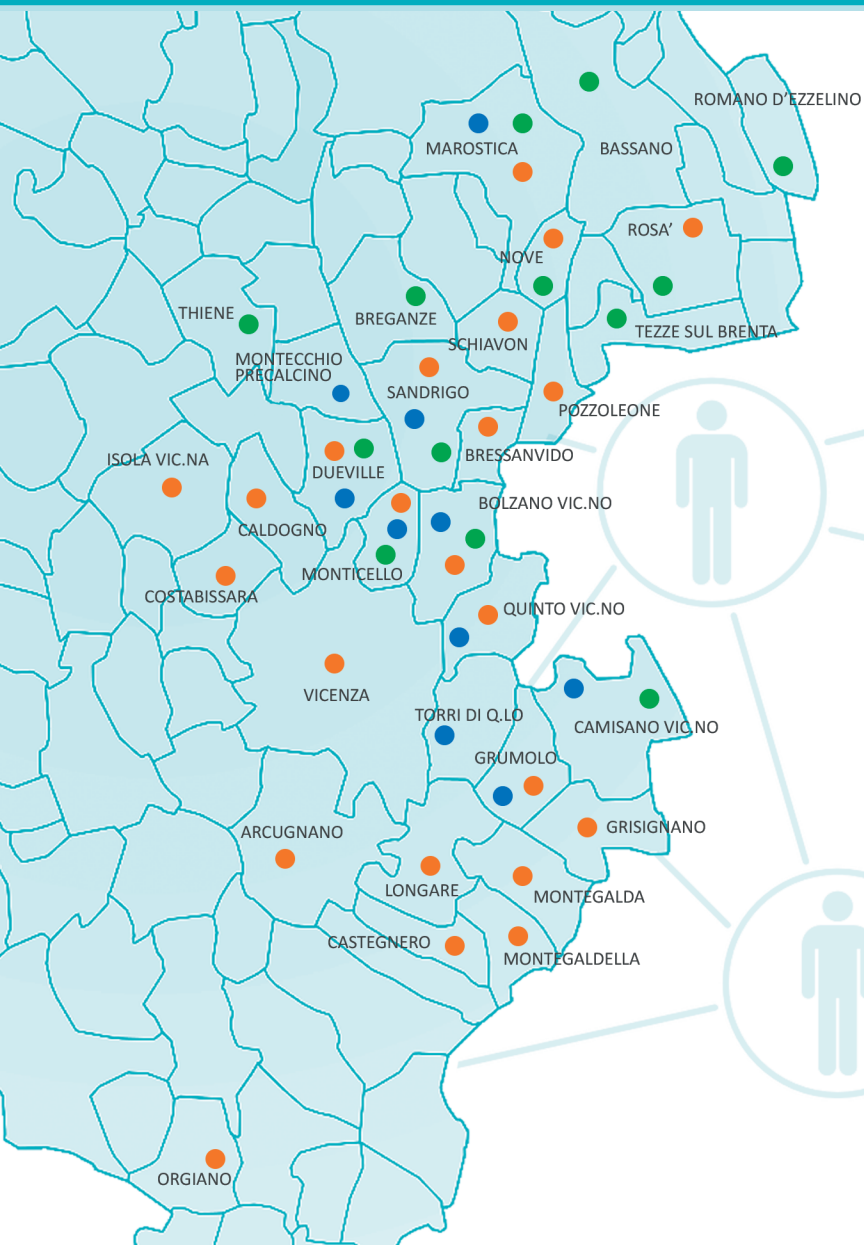 ROMANO D'EZZELINO
MAROSTICA
BASSANO
ROSA'
NOVE
THIENE
BREGANZE
TEZZE SUL BRENTA
SCHIAVON
MONTECCHIO
PRECALCINO
SANDRIGO
POZZOLEONE
BRESSANVIDO
ISOLA VIC.NA
DUEVILLE
BOLZANO VIC.NO
CALDOGNO
MONTICELLO
COSTABISSARA
QUINTO VIC.NO
VICENZA
TORRI DI Q.LO
CAMISANO VIC.NO
GRUMOLO
ARCUGNANO
GRISIGNANO
LONGARE
MONTEGALDA
CASTEGNERO
MONTEGALDELLA
ORGIANO